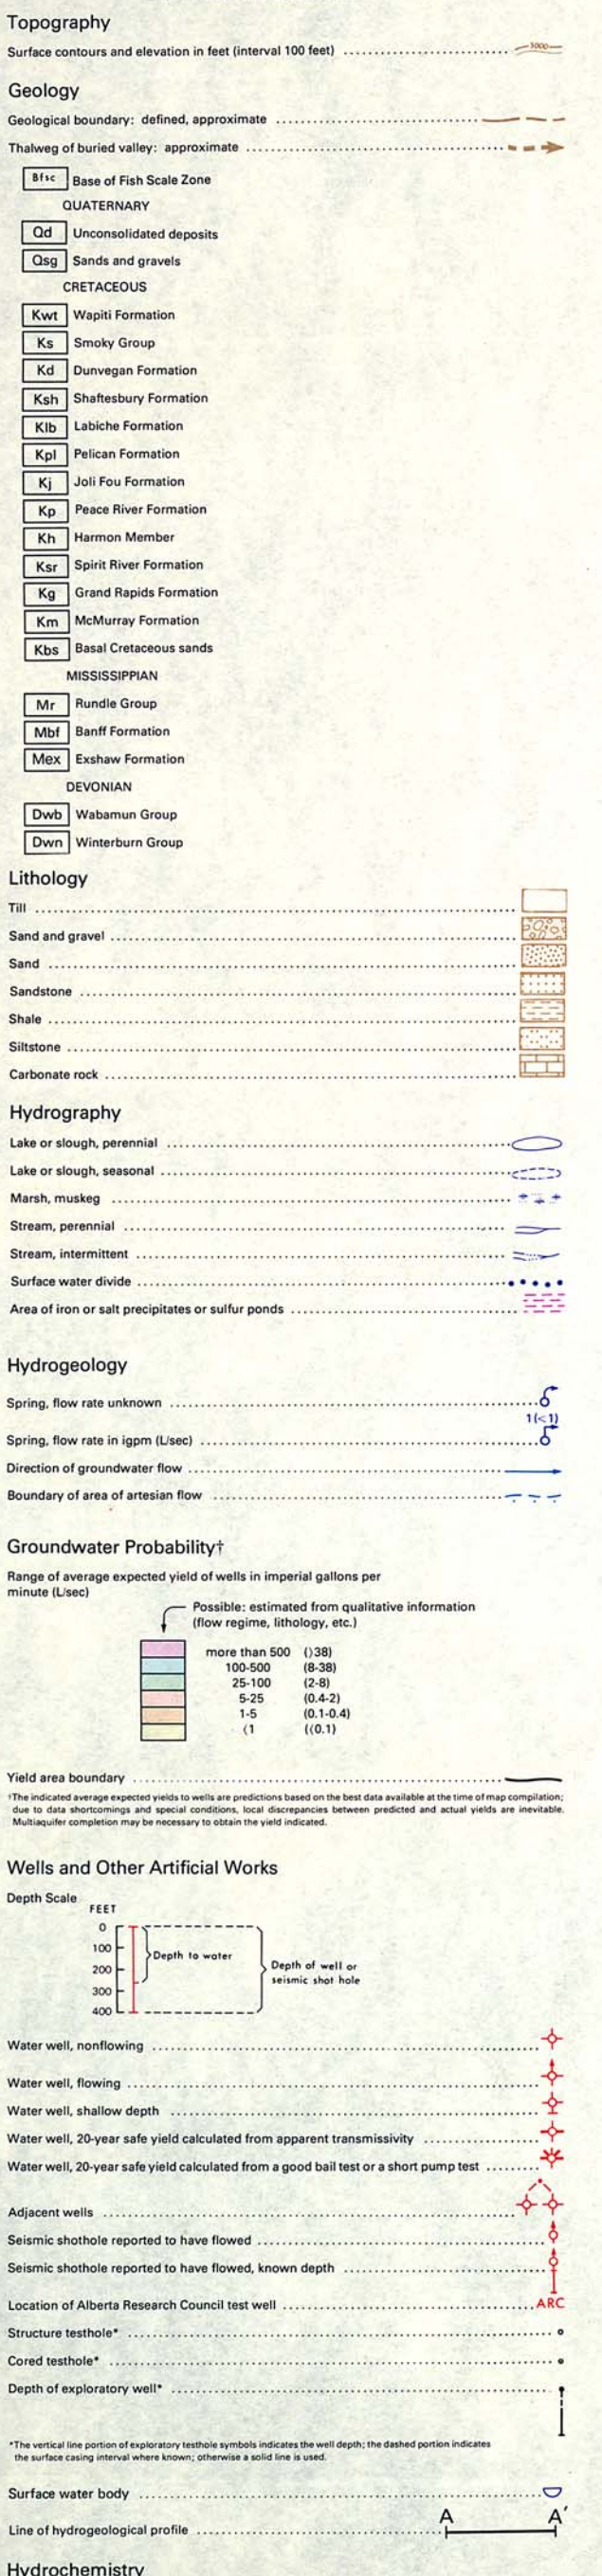 Topography
Surface contours and elevation in feet (interval 100 feet) 3000
Geology
Geological boundary: defined, approximate
Thalweg of buried valley: approximate
Bfsc Base of Fish Scale Zone
QUATERNARY
Qd Unconsolidated deposits
Qsg Sands and gravels
CRETACEOUS
Kwt Wapiti Formation
Ks Smoky Group
Kd Dunvegan Formation
Ksh Shaftesbury Formation
Klb Labiche Formation
Kpl Pelican Formation
Kj Joli Fou Formation
Kp Peace River Formation
Kh Harmon Member
Ksr Spirit River Formation
Kg Grand Rapids Formation
Km McMurray Formation
Kbs Basal Cretaceous sands
MISSISSIPPIAN
Mr Rundle Group
Mbf Banff Formation
Mex Exshaw Formation
DEVONIAN
Dwb Wabamun Group
Dwn Winterburn Group
Lithology
Till
Sand and gravel
Sand
Sandstone
Shale
Siltstone
Carbonate rock
Hydrography
Lake or slough, perennial
Lake or slough, seasonal
Marsh, muskeg
Stream, perennial
Stream, intermittent
Surface water divide
Area of iron or salt precipitates or sulfur ponds
Hydrogeology
Spring, flow rate unknown
1(<1)
Spring, flow rate in igpm (L/sec)
Direction of groundwater flow
Boundary of area of artesian flow
Groundwater Probability†
Range of average expected yield of wells in imperial gallons per
minute (L/sec)
Possible: estimated from qualitative information
(flow regime, lithology, etc.)
more than 500 (>38)
100-500 (8-38)
25-100 (2-8)
5-25 (0.4-2)
1-5 (0.1-0.4)
<1 (<0.1)
Yield area boundary
†The indicated average expected yields to wells are predictions based on the best data available at the time of map compilation;
due to data shortcomings and special conditions, local discrepancies between predicted and actual yields are inevitable.
Multiaquifer completion may be necessary to obtain the yield indicated.
Wells and Other Artificial Works
Depth Scale
FEET
0
100
Depth to water
200
Depth of well or
seismic shot hole
300
400
Water well, nonflowing
Water well, flowing
Water well, shallow depth
Water well, 20-year safe yield calculated from apparent transmissivity
Water well, 20-year safe yield calculated from a good bail test or a short pump test
Adjacent wells
Seismic shothole reported to have flowed
Seismic shothole reported to have flowed, known depth
Location of Alberta Research Council test well ARC
Structure testhole*
Cored testhole*
Depth of exploratory well*
*The vertical line portion of exploratory testhole symbols indicates the well depth; the dashed portion indicates
the surface casing interval where known; otherwise a solid line is used.
Surface water body
A A'
Line of hydrogeological profile
Hydrochemistry